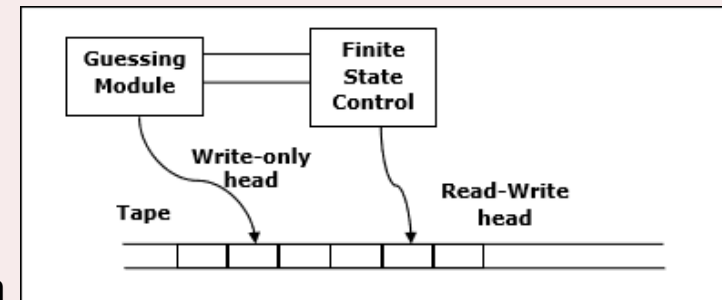 Guessing
Module
Finite
State
Control
Write-only
head
Read-Write
head
Tape